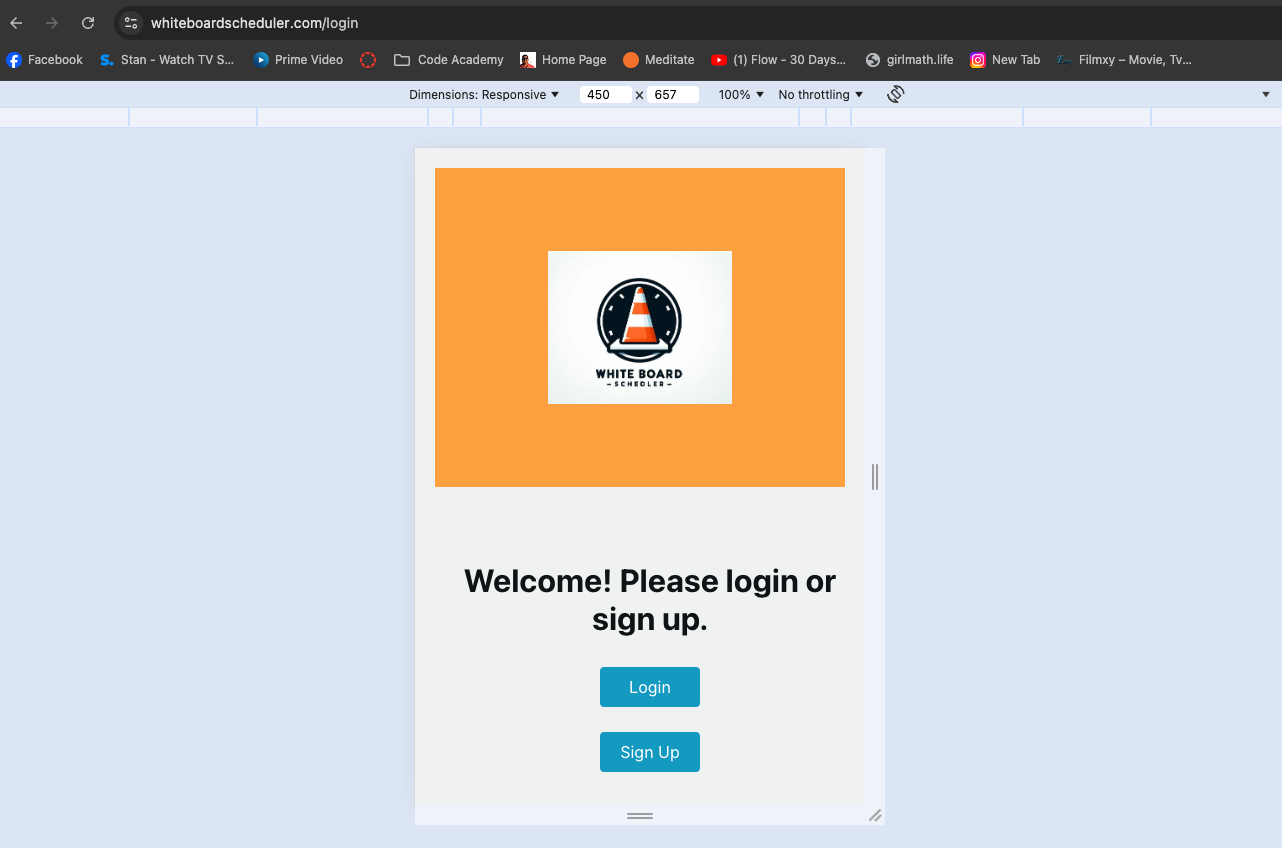 whiteboardscheduler.com/login
Facebook
Stan - Watch TV S...
Prime Video
Code Academy
Home Page
Meditate
(1) Flow - 30 Days...
girlmath.life
New Tab
Filmxy – Movie, Tv...
Dimensions: Responsive
450 × 657
100%
No throttling
WHITE BOARD
- SCHEDLER -
Welcome! Please login or
sign up.
Login
Sign Up